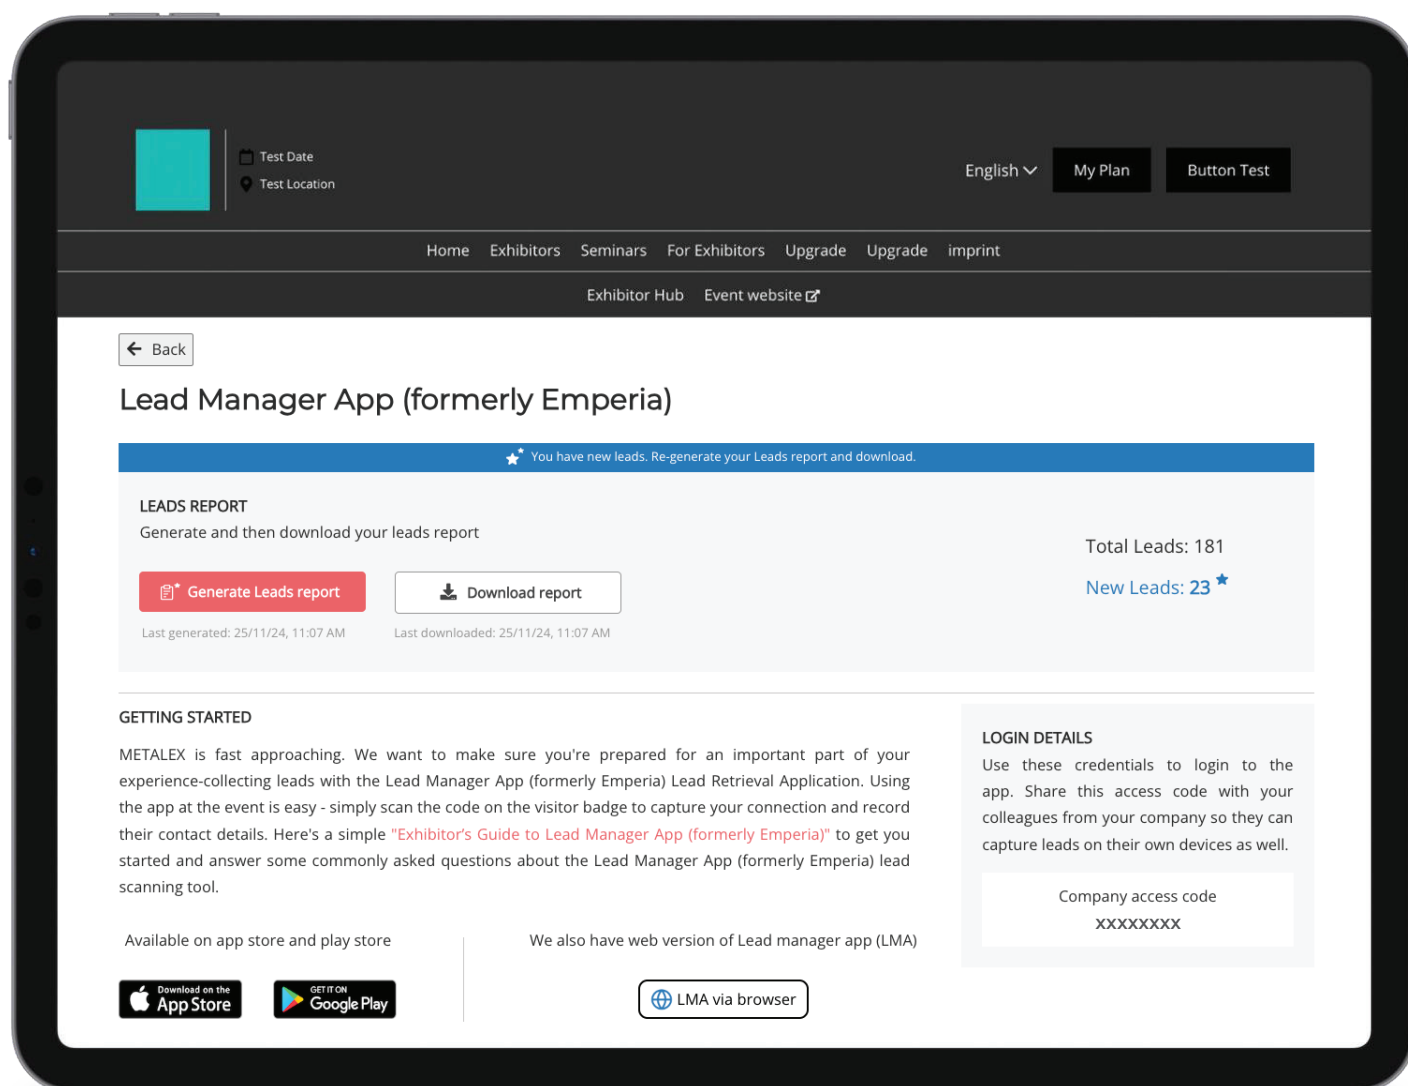 Test Date
Test Location
English
My Plan
Button Test
Home Exhibitors Seminars For Exhibitors Upgrade Upgrade imprint
Exhibitor Hub Event website
Back
Lead Manager App (formerly Emperia)
You have new leads. Re-generate your Leads report and download.
LEADS REPORT
Generate and then download your leads report
Generate Leads report
Download report
Last generated: 25/11/24, 11:07 AM
Last downloaded: 25/11/24, 11:07 AM
Total Leads: 181
New Leads: 23
GETTING STARTED
METALEX is fast approaching. We want to make sure you're prepared for an important part of your
experience-collecting leads with the Lead Manager App (formerly Emperia) Lead Retrieval Application. Using
the app at the event is easy - simply scan the code on the visitor badge to capture your connection and record
their contact details. Here's a simple "Exhibitor's Guide to Lead Manager App (formerly Emperia)" to get you
started and answer some commonly asked questions about the Lead Manager App (formerly Emperia) lead
scanning tool.
Available on app store and play store
Download on the
App Store
GET IT ON
Google Play
We also have web version of Lead manager app (LMA)
LMA via browser
LOGIN DETAILS
Use these credentials to login to the
app. Share this access code with your
colleagues from your company so they can
capture leads on their own devices as well.
Company access code
XXXXXXXX